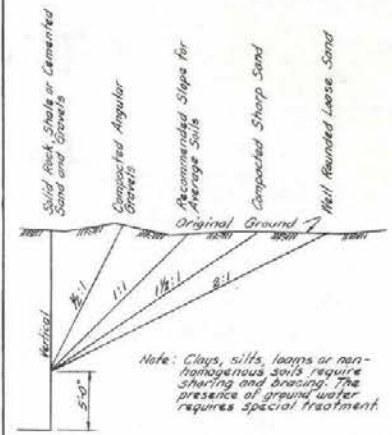 Solid Rock, Shale or Cemented
Sand and Gravels
Compacted Angular
Gravels
Recommended Slope for
Average Soils
Compacted Sharp Sand
Well Rounded Loose Sand
Original Ground
Vertical
½:1
1:1
1½:1
2:1
5'-0"
Note: Clays, silts, loams or non-
homogenous soils require
shoring and bracing. The
presence of ground water
requires special treatment.